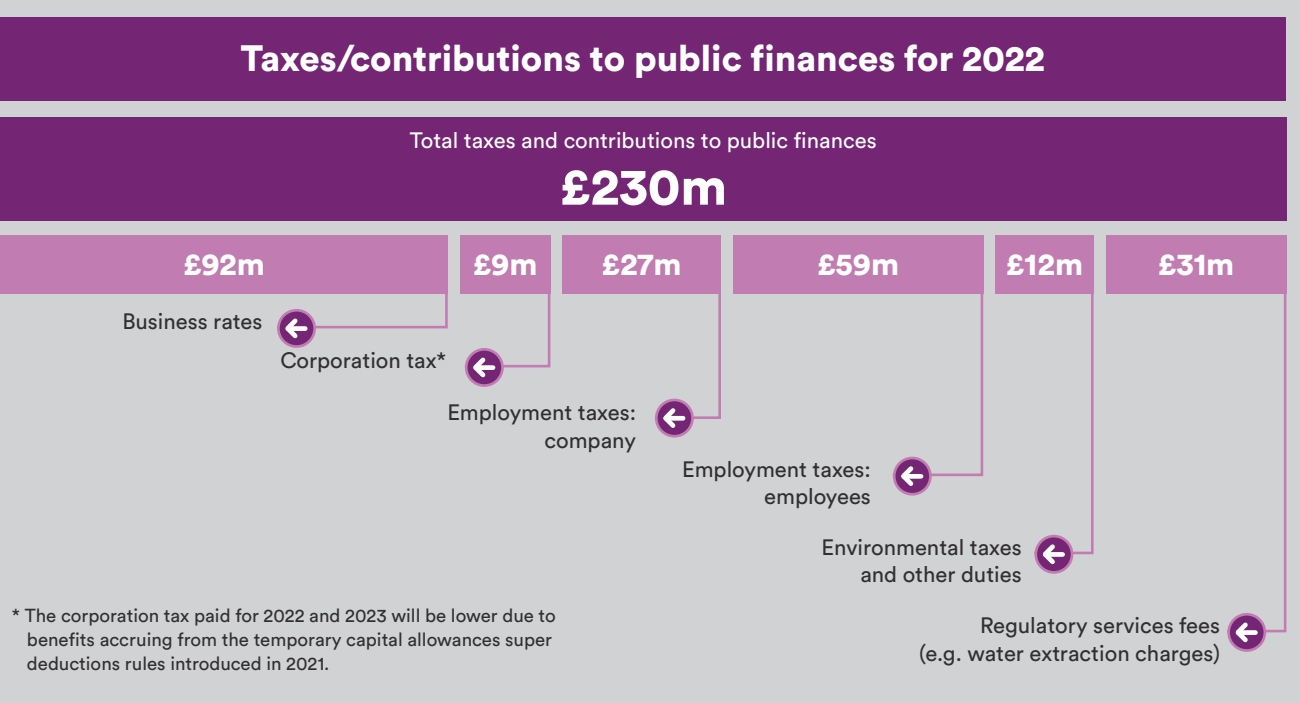 Taxes/contributions to public finances for 2022
Total taxes and contributions to public finances
£230m
£92m
£9m
£27m
£59m
£12m
£31m
Business rates
Corporation tax*
Employment taxes:
company
Employment taxes:
employees
Environmental taxes
and other duties
Regulatory services fees
(e.g. water extraction charges)
* The corporation tax paid for 2022 and 2023 will be lower due to
benefits accruing from the temporary capital allowances super
deductions rules introduced in 2021.